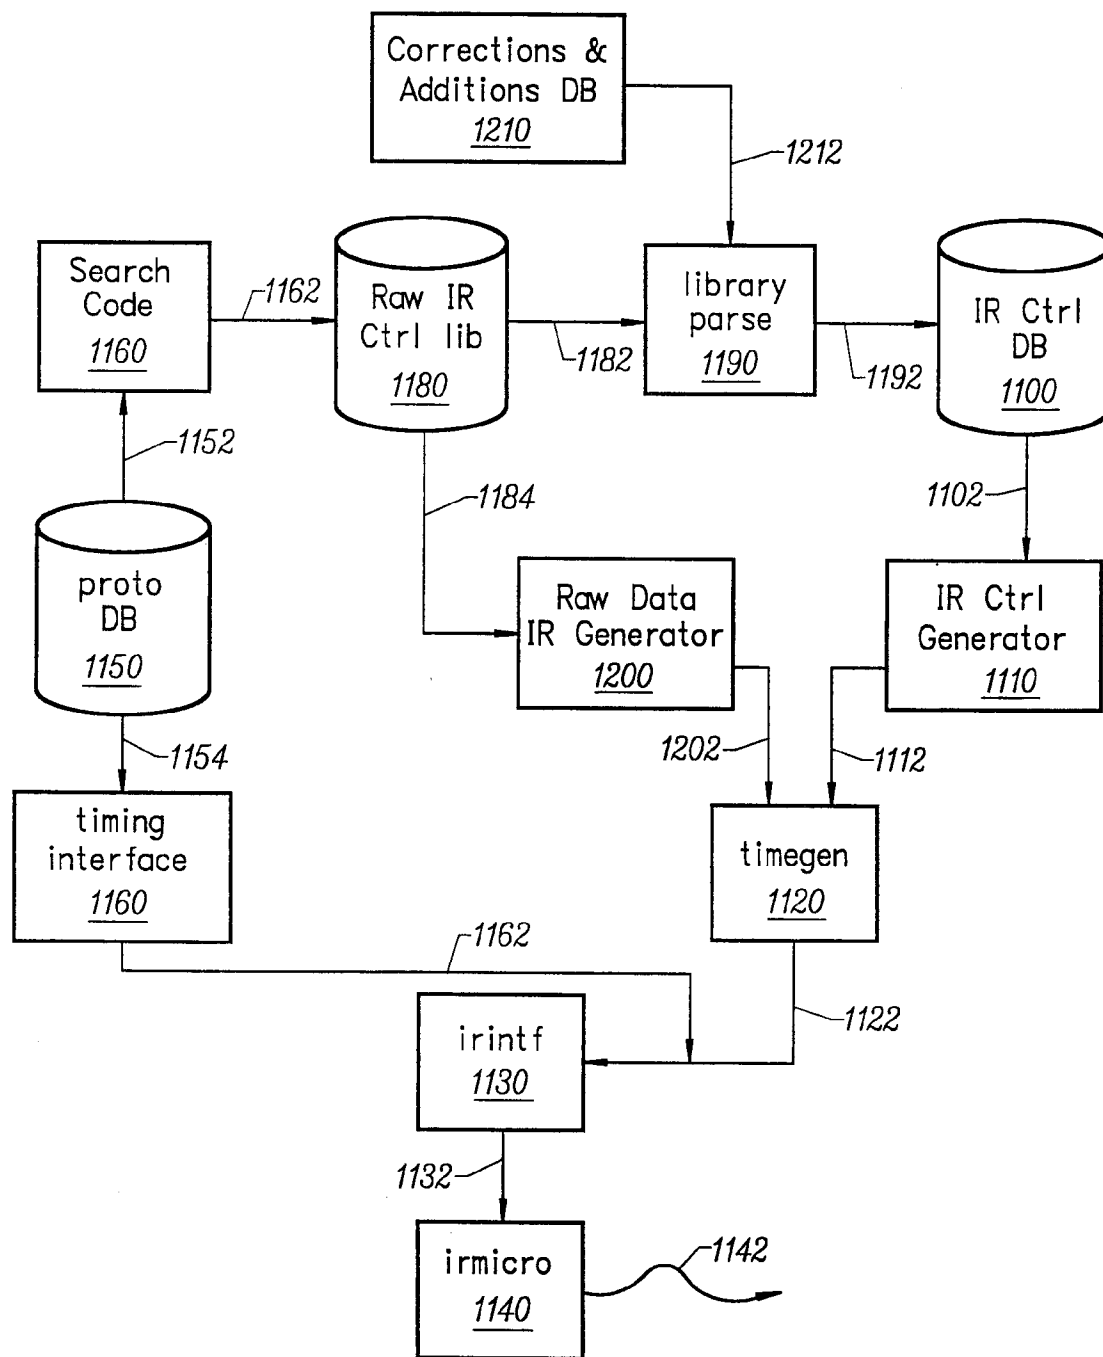 Corrections &
Additions DB
1210
1212
Search
Code
1160
1162
Raw IR
Ctrl lib
1180
1182
library
parse
1190
1192
IR Ctrl
DB
1100
1152
1184
1102
proto
DB
1150
Raw Data
IR Generator
1200
IR Ctrl
Generator
1110
1154
1202
1112
timing
interface
1160
timegen
1120
1162
1122
irintf
1130
1132
irmicro
1140
1142